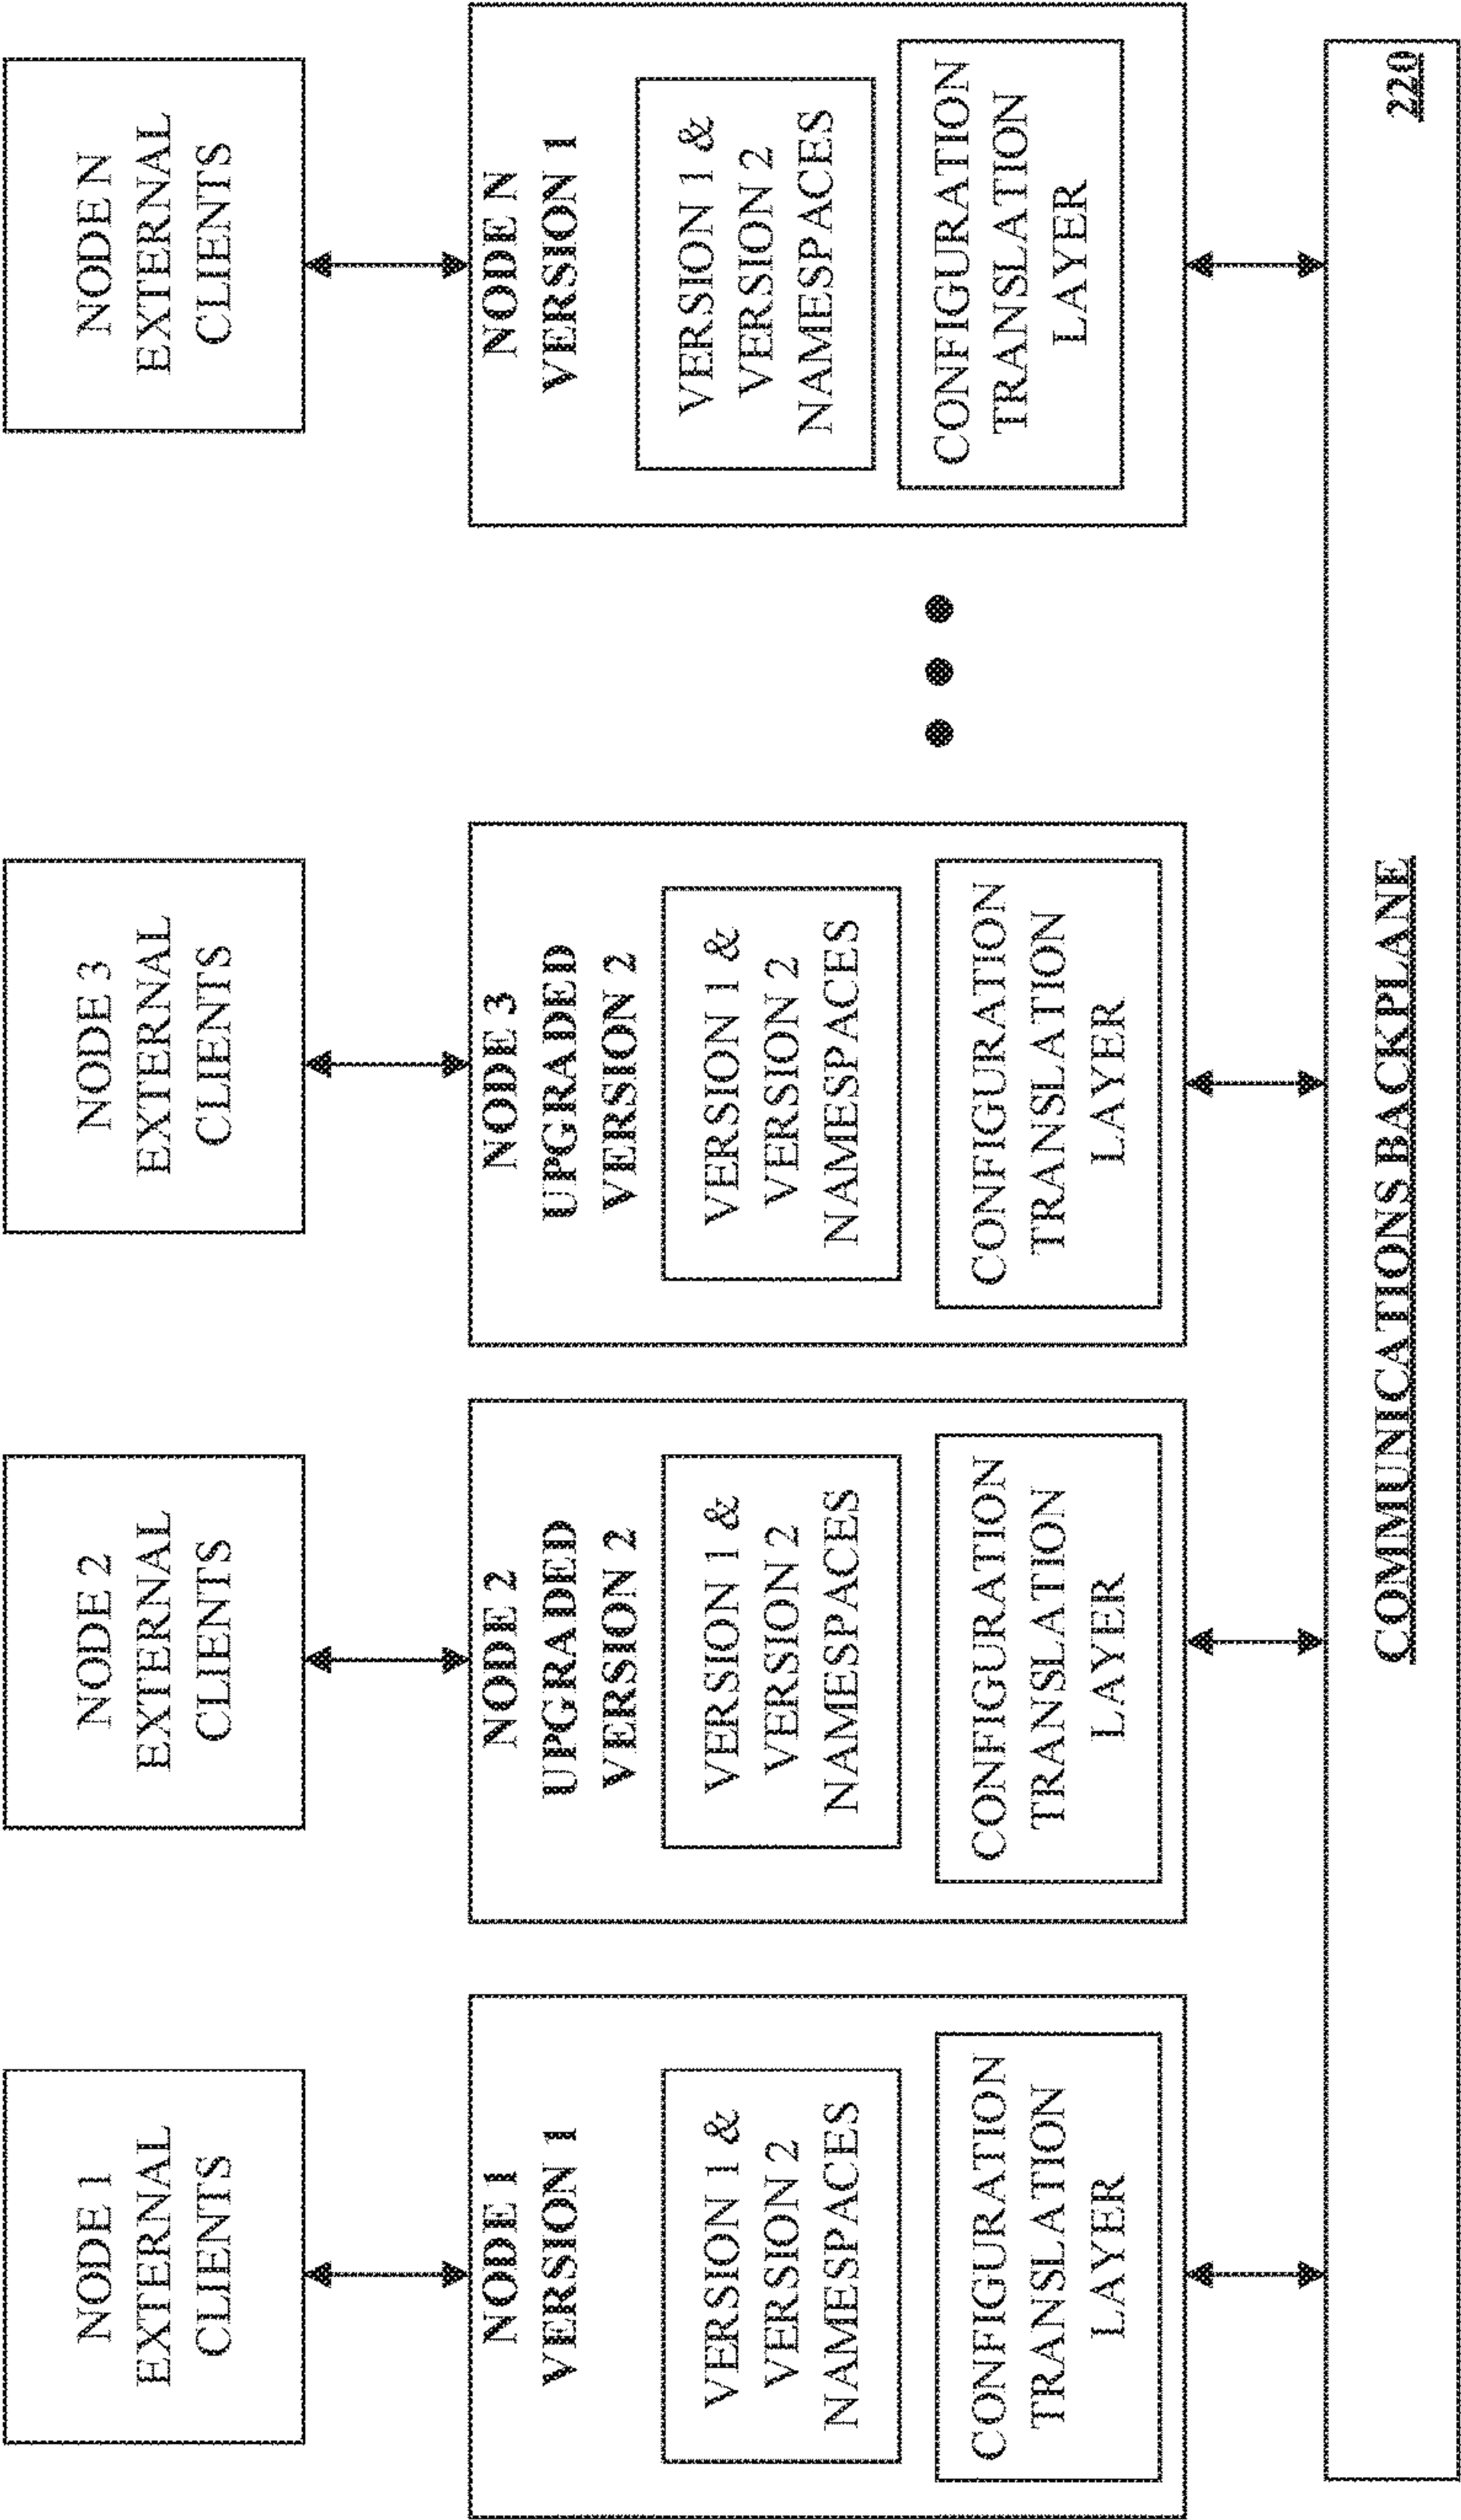 NODE 1
EXTERNAL
CLIENTS
NODE 2
EXTERNAL
CLIENTS
NODE 3
EXTERNAL
CLIENTS
NODE N
EXTERNAL
CLIENTS
NODE 1
VERSION 1
VERSION 1 &
VERSION 2
NAMESPACES
CONFIGURATION
TRANSLATION
LAYER
NODE 2
UPGRADED
VERSION 2
VERSION 1 &
VERSION 2
NAMESPACES
CONFIGURATION
TRANSLATION
LAYER
NODE 3
UPGRADED
VERSION 2
VERSION 1 &
VERSION 2
NAMESPACES
CONFIGURATION
TRANSLATION
LAYER
NODE N
VERSION 1
VERSION 1 &
VERSION 2
NAMESPACES
CONFIGURATION
TRANSLATION
LAYER
COMMUNICATIONS BACKPLANE
220